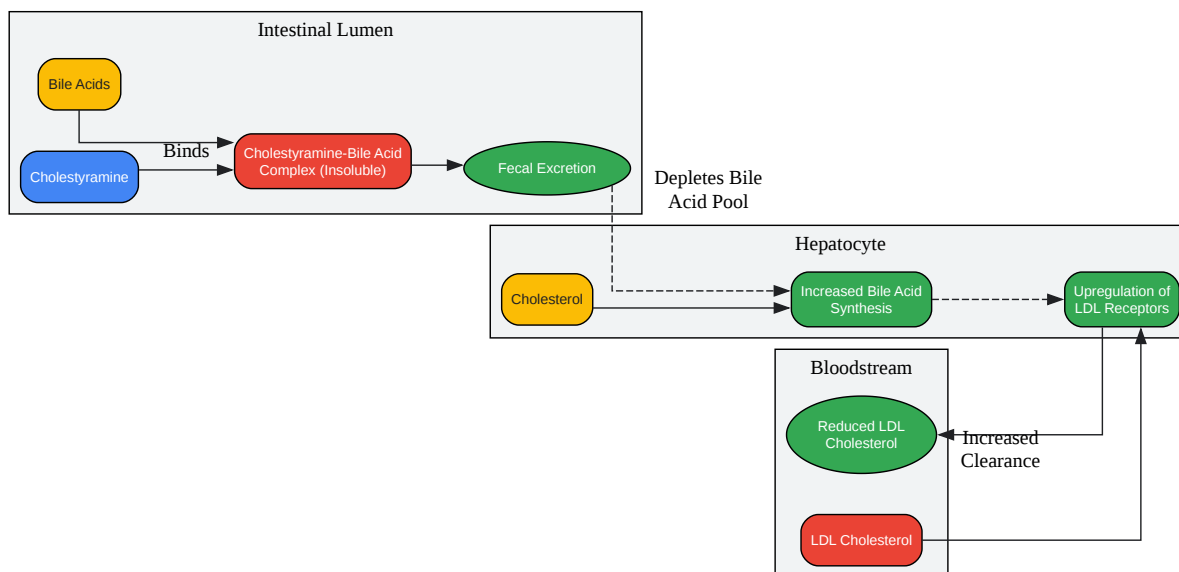 Intestinal Lumen
Bile Acids
Binds
Cholestyramine
Cholestyramine-Bile Acid
Complex (Insoluble)
Fecal Excretion
Depletes Bile
Acid Pool
Hepatocyte
Cholesterol
Increased Bile Acid
Synthesis
Upregulation of
LDL Receptors
Bloodstream
Reduced LDL
Cholesterol
Increased
Clearance
LDL Cholesterol